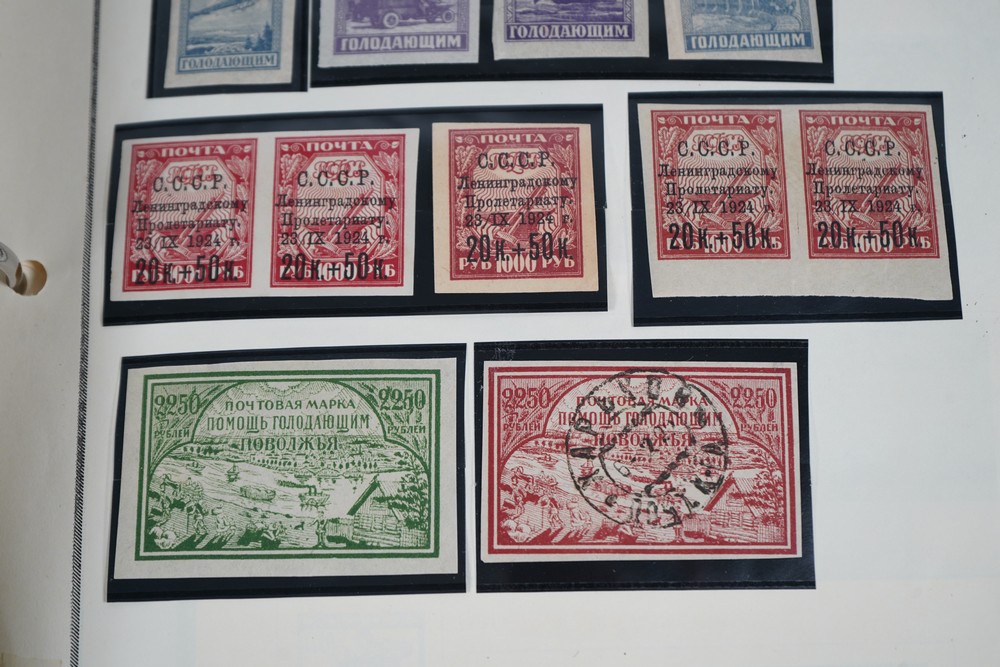 ГОЛОДАЮЩИМ
ГОЛОДАЮЩИМ
ГОЛОДАЮЩИМ
ГОЛОДАЮЩИМ
ПОЧТА
С.С.С.Р.
Ленинградскому
Пролетариату.
23/IX 1924 г.
20к.+50к.
ПОЧТА
С.С.С.Р.
Ленинградскому
Пролетариату.
23/IX 1924 г.
20к.+50к.
ПОЧТА
С.С.С.Р.
Ленинградскому
Пролетариату.
23/IX 1924 г.
20к.+50к.
РУБ 1000 РУБ
ПОЧТА
С.С.С.Р.
Ленинградскому
Пролетариату.
23/IX 1924 г.
20к.+50к.
ПОЧТА
С.С.С.Р.
Ленинградскому
Пролетариату.
23/IX 1924 г.
20к.+50к.
2250 2250
РУБЛЕЙ РУБЛЕЙ
ПОЧТОВАЯ МАРКА
ПОМОЩЬ ГОЛОДАЮЩИМ
ПОВОЛЖЬЯ
2250 2250
РУБЛЕЙ РУБЛЕЙ
ПОЧТОВАЯ МАРКА
ПОМОЩЬ ГОЛОДАЮЩИМ
ПОВОЛЖЬЯ